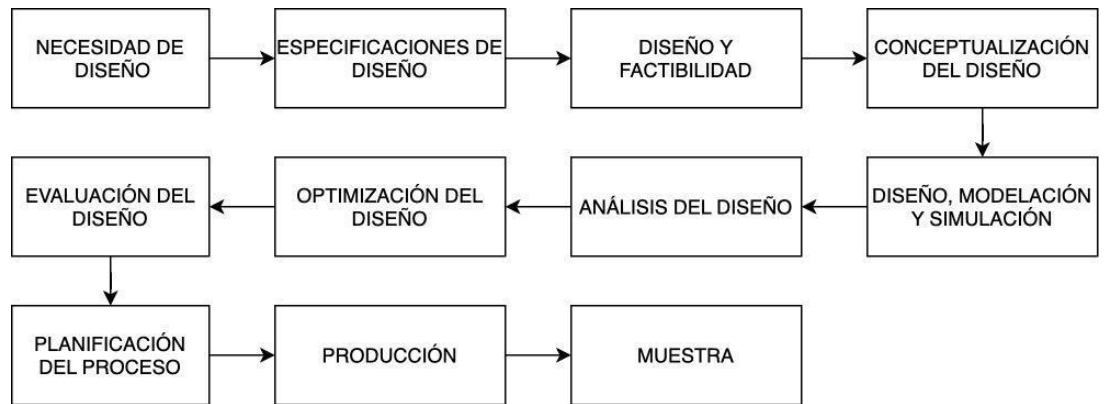 NECESIDAD DE
DISEÑO
ESPECIFICACIONES DE
DISEÑO
DISEÑO Y
FACTIBILIDAD
CONCEPTUALIZACIÓN
DEL DISEÑO
DISEÑO, MODELACIÓN
Y SIMULACIÓN
ANÁLISIS DEL DISEÑO
OPTIMIZACIÓN DEL
DISEÑO
EVALUACIÓN DEL
DISEÑO
PLANIFICACIÓN
DEL PROCESO
PRODUCCIÓN
MUESTRA